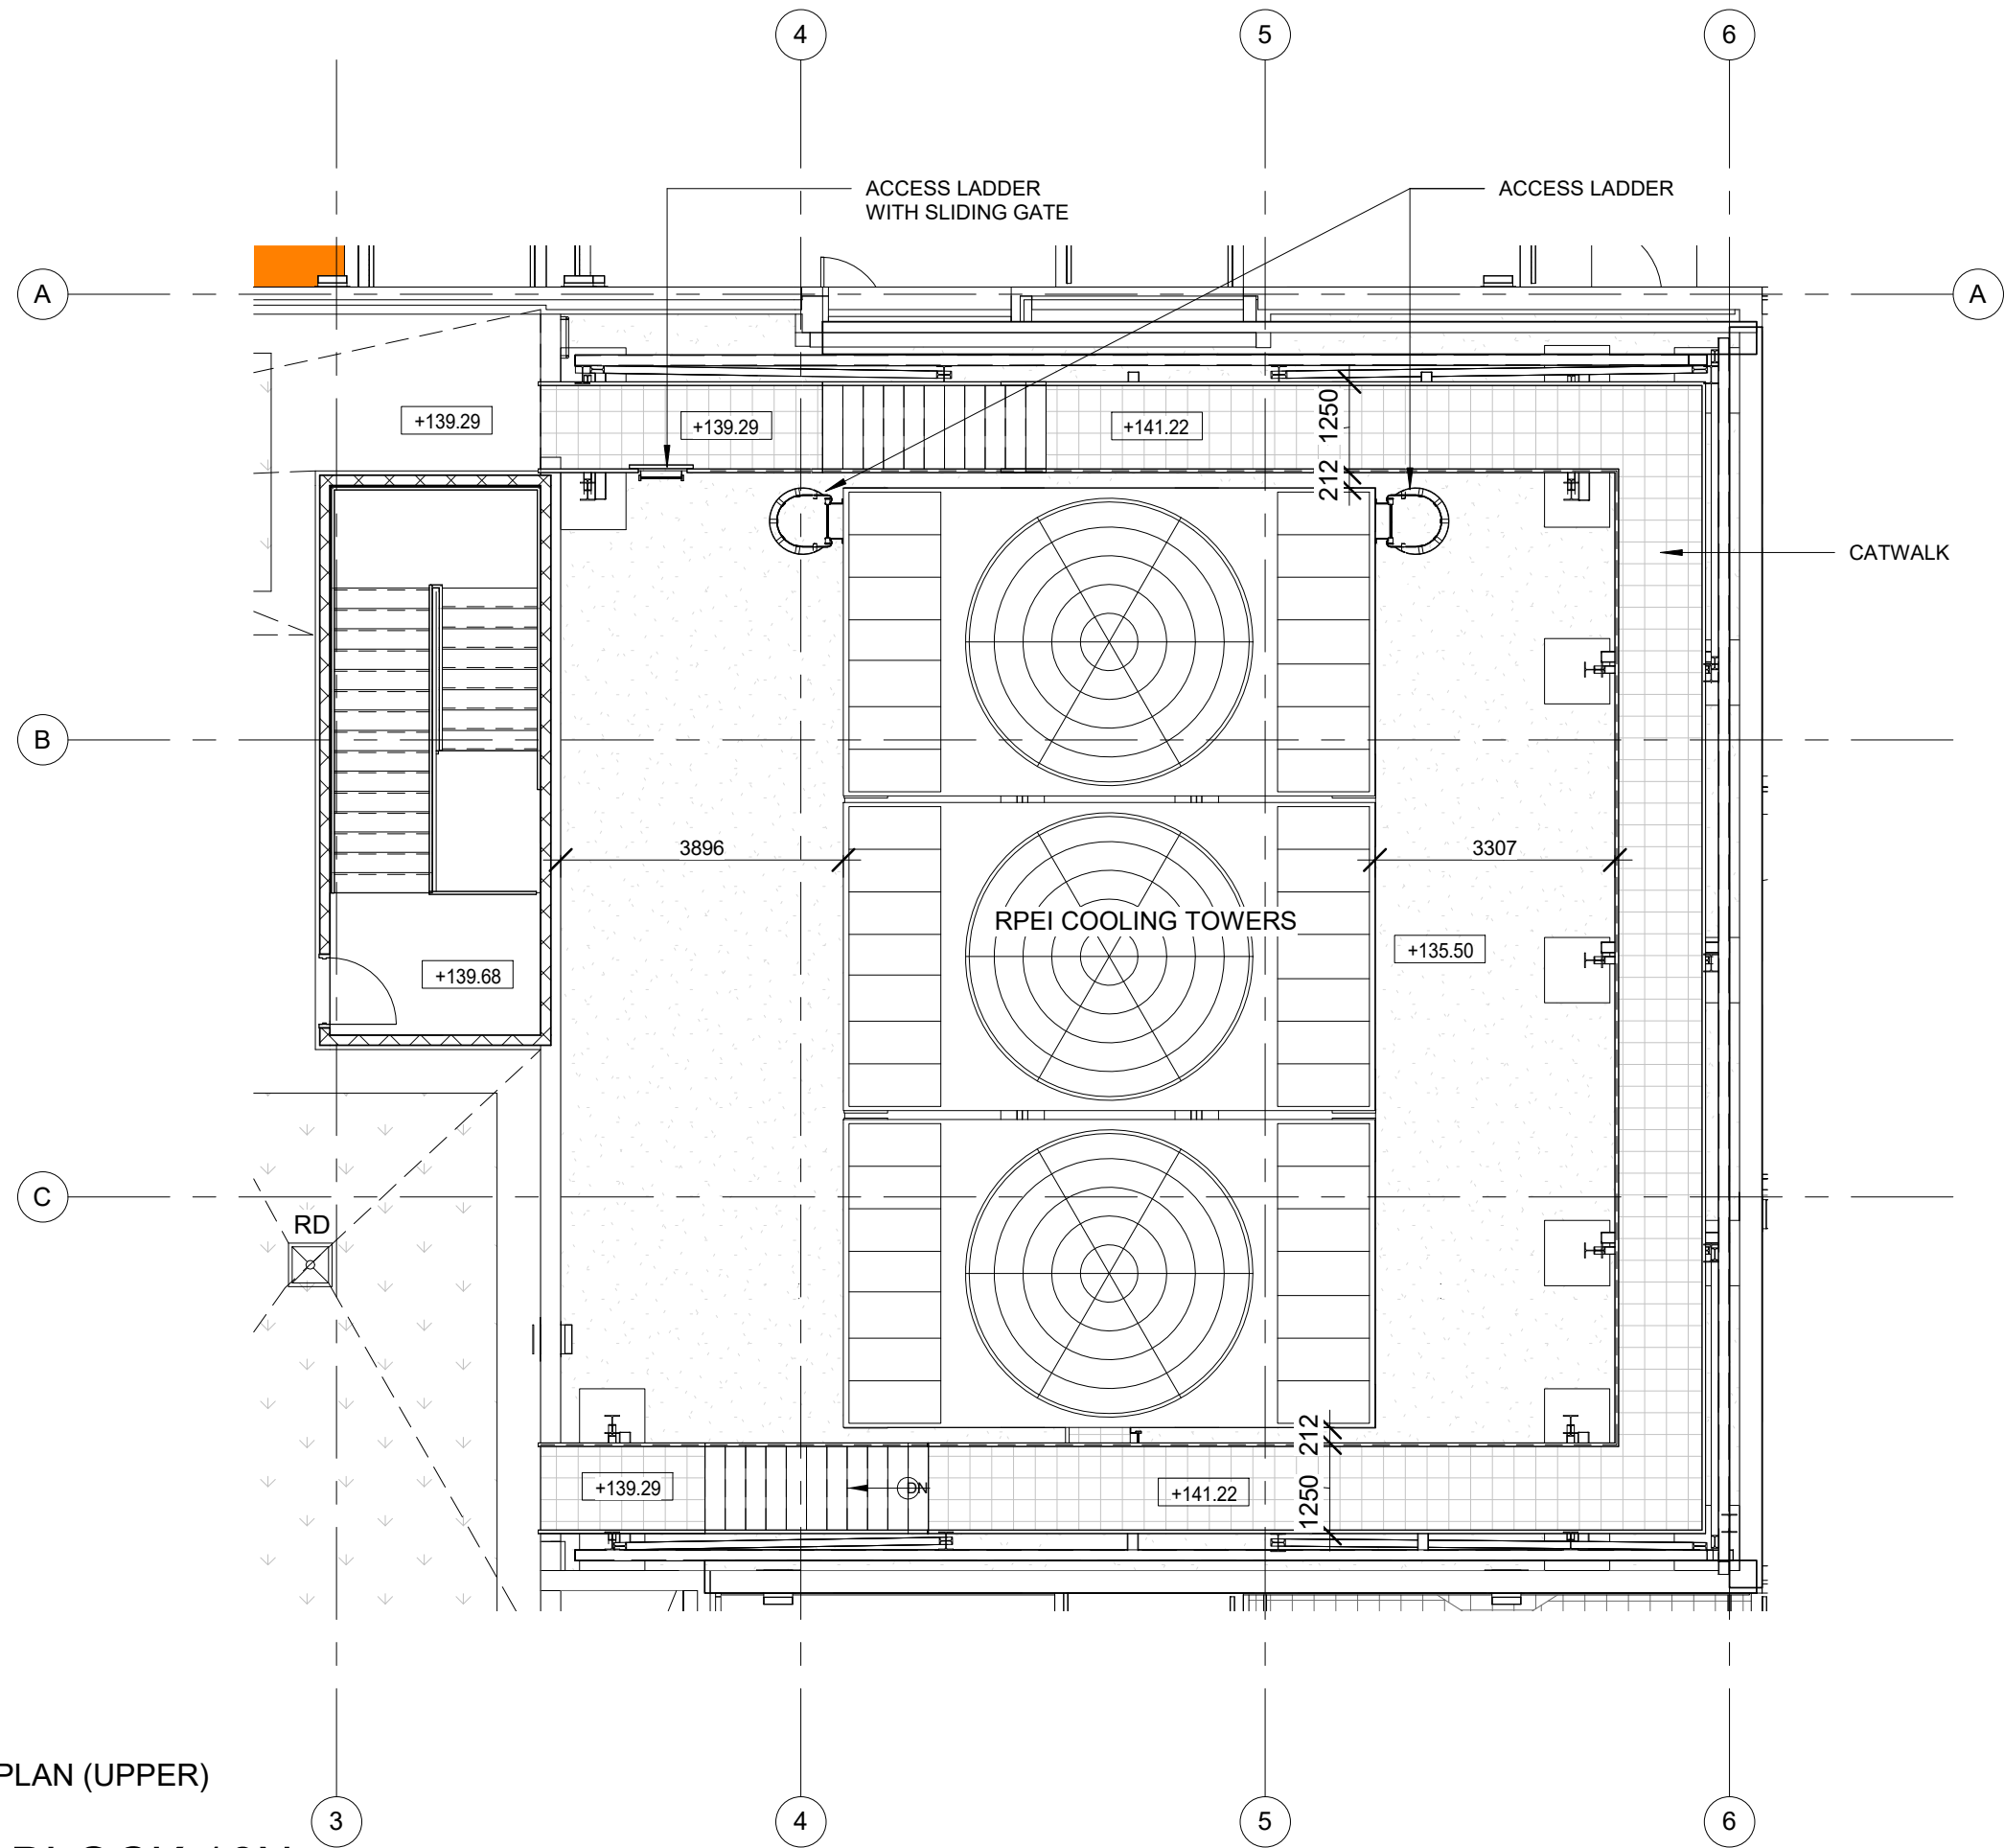 4
5
6
ACCESS LADDER
WITH SLIDING GATE
ACCESS LADDER
A
A
+139.29
+139.29
+141.22
1250
212
CATWALK
B
3896
3307
RPEI COOLING TOWERS
+135.50
+139.68
C
RD
212
+139.29
DN
+141.22
1250
PLAN (UPPER)
3
4
5
6